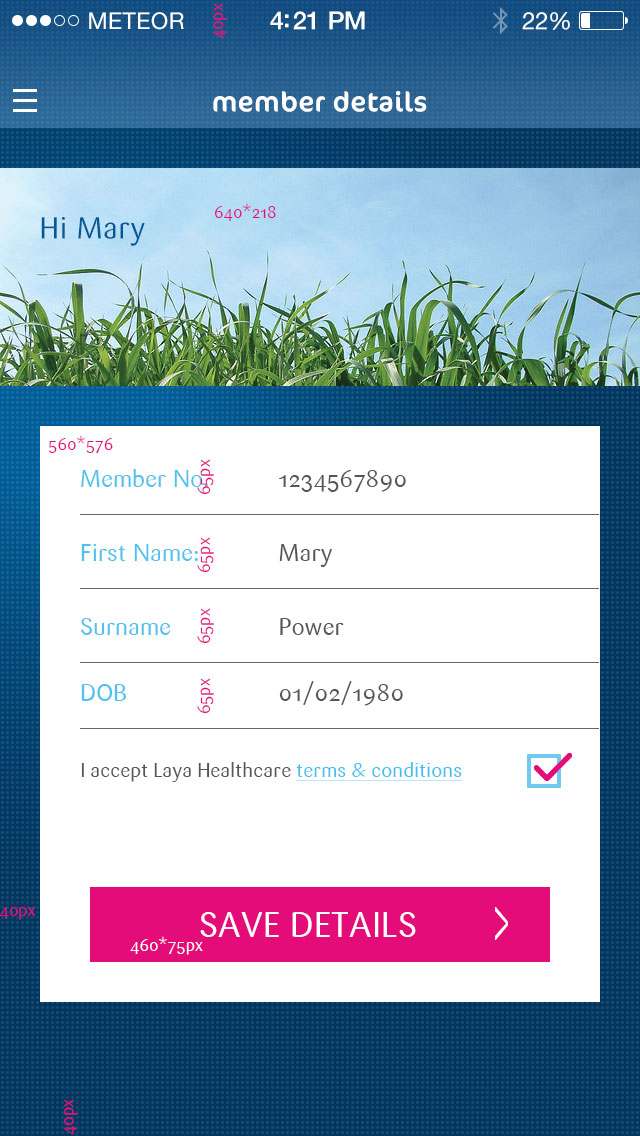 METEOR 40px 4:21 PM 22%
member details
640*218
Hi Mary
560*576
Member No 65px 1234567890
First Name: 65px Mary
Surname 65px Power
DOB 65px 01/02/1980
I accept Laya Healthcare terms & conditions
40px
SAVE DETAILS
460*75px
40px